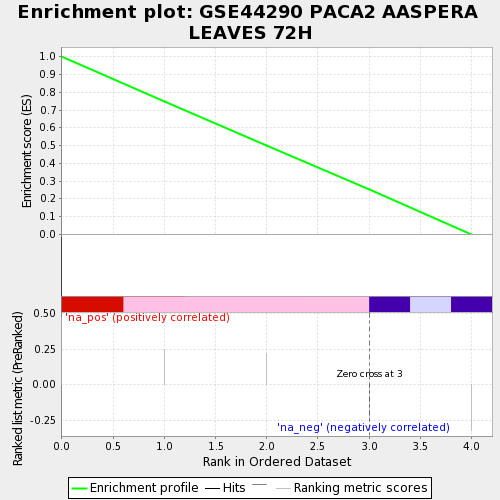 Enrichment plot: GSE44290 PACA2 AASPERA
LEAVES 72H
Enrichment score (ES)
1.0
0.9
0.8
0.7
0.6
0.5
0.4
0.3
0.2
0.1
0.0
Ranked list metric (PreRanked)
0.50
0.25
0.00
-0.25
'na_pos' (positively correlated)
Zero cross at 3
'na_neg' (negatively correlated)
0.0 0.5 1.0 1.5 2.0 2.5 3.0 3.5 4.0
Rank in Ordered Dataset
Enrichment profile Hits Ranking metric scores